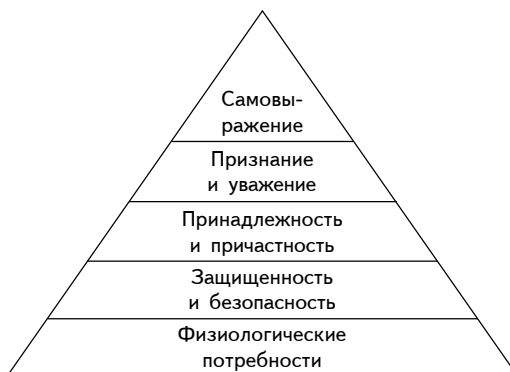 Самовы-
ражение
Признание
и уважение
Принадлежность
и причастность
Защищенность
и безопасность
Физиологические
потребности